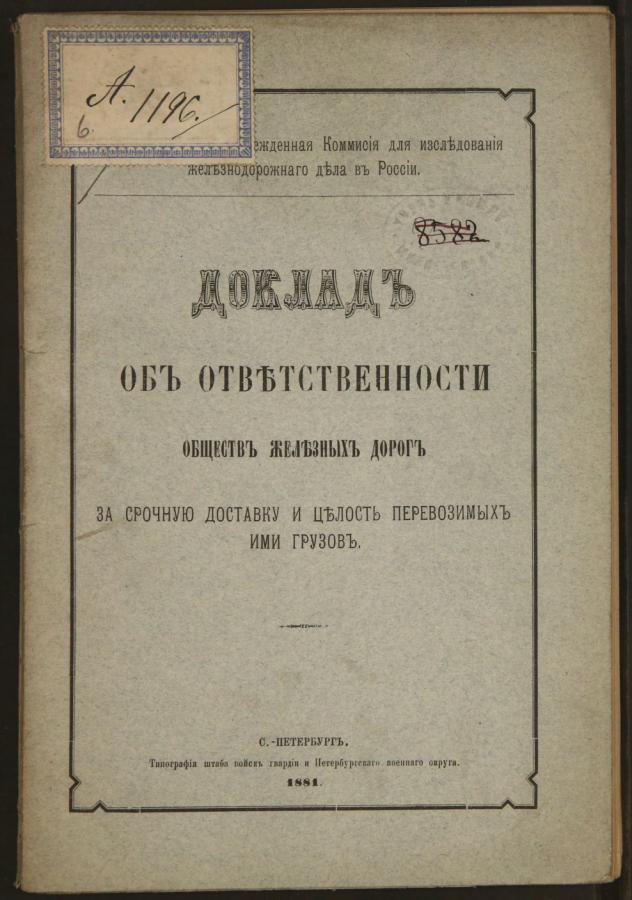 А. 1196.
6.
жденная Коммисія для изслѣдованія
желѣзнодорожнаго дѣла въ Россіи.
8582
ДОКЛАДЪ
ОБЪ ОТВѢТСТВЕННОСТИ
ОБЩЕСТВЪ ЖЕЛѢЗНЫХЪ ДОРОГЪ
ЗА СРОЧНУЮ ДОСТАВКУ И ЦѢЛОСТЬ ПЕРЕВОЗИМЫХЪ
ИМИ ГРУЗОВЪ.
С.-ПЕТЕРБУРГЪ.
Типографія штаба войскъ гвардіи и Петербургскаго военнаго округа.
1881.